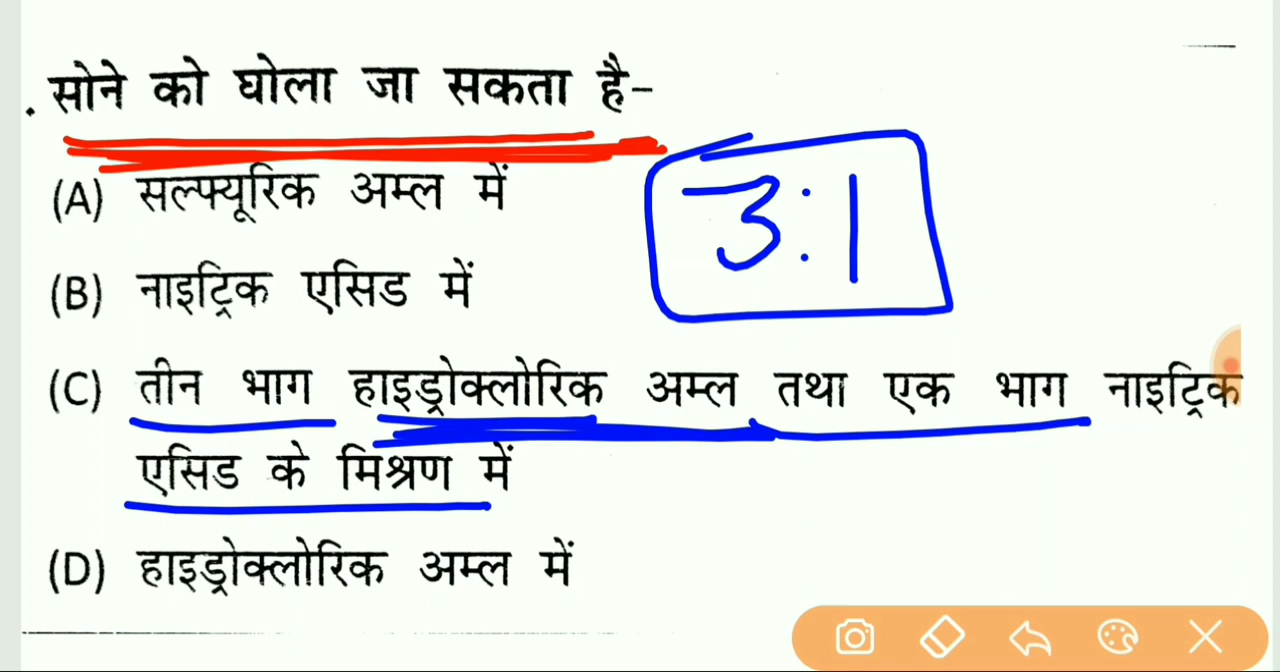 . सोने को घोला जा सकता है-
(A) सल्फ्यूरिक अम्ल में
3:1
(B) नाइट्रिक एसिड में
(C) तीन भाग हाइड्रोक्लोरिक अम्ल तथा एक भाग नाइट्रिक
एसिड के मिश्रण में
(D) हाइड्रोक्लोरिक अम्ल में